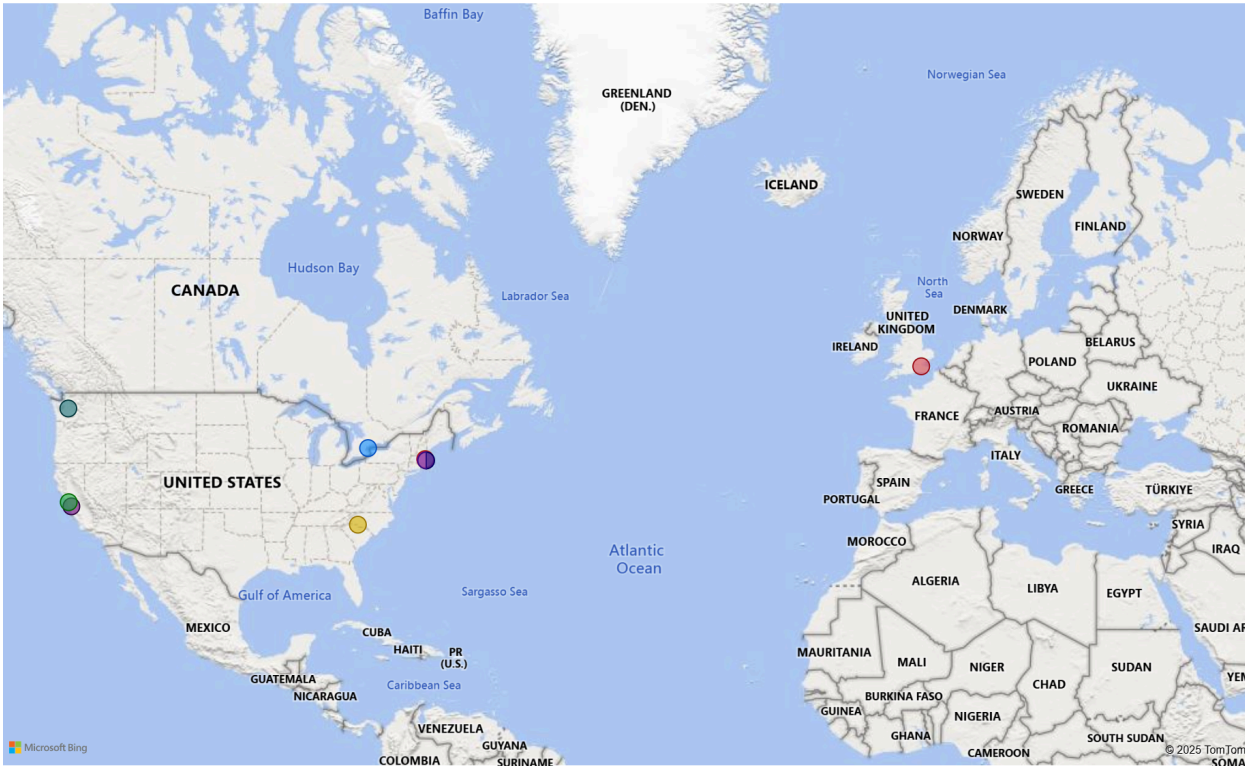 Baffin Bay
Norwegian Sea
GREENLAND
(DEN.)
ICELAND
SWEDEN
FINLAND
NORWAY
Hudson Bay
CANADA
Labrador Sea
North
Sea
DENMARK
UNITED
KINGDOM
IRELAND
BELARUS
POLAND
UKRAINE
FRANCE
AUSTRIA
ROMANIA
ITALY
UNITED STATES
SPAIN
PORTUGAL
GREECE
TÜRKIYE
SYRIA
IRAQ
MOROCCO
Atlantic
Ocean
ALGERIA
LIBYA
EGYPT
Gulf of America
Sargasso Sea
MEXICO
CUBA
HAITI
PR
(U.S.)
SAUDI AR
MAURITANIA
MALI
NIGER
SUDAN
YEM
GUATEMALA
Caribbean Sea
NICARAGUA
CHAD
BURKINA FASO
GUINEA
NIGERIA
VENEZUELA
GHANA
SOUTH SUDAN
GUYANA
CAMEROON
COLOMBIA
SURINAME
Microsoft Bing
© 2025 TomTom
SOMA